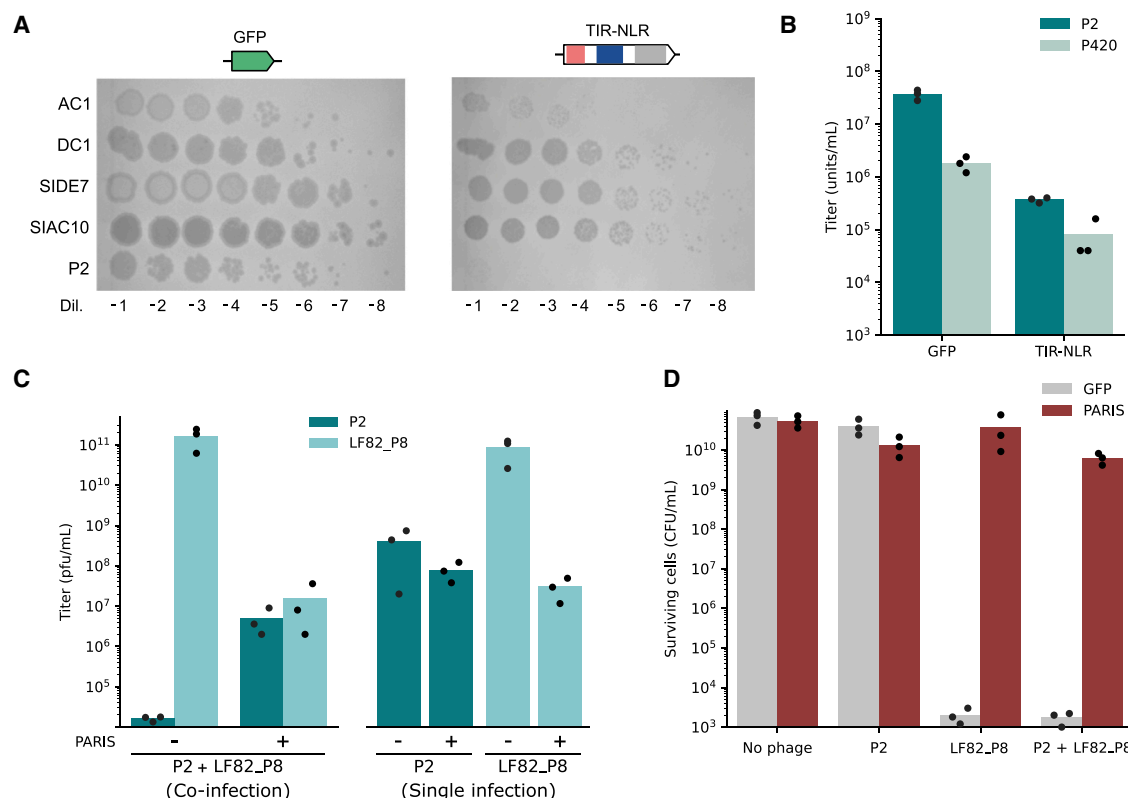 A
GFP
TIR-NLR
AC1
DC1
SIDE7
SIAC10
P2
Dil.
-1 -2 -3 -4 -5 -6 -7 -8
-1 -2 -3 -4 -5 -6 -7 -8
B
P2
P420
Titer (units/mL)
10⁹
10⁸
10⁷
10⁶
10⁵
10⁴
10³
GFP TIR-NLR
C
P2
LF82_P8
Titer (pfu/mL)
10¹¹
10¹⁰
10⁹
10⁸
10⁷
10⁶
10⁵
PARIS - + - + - +
P2 + LF82_P8 P2 LF82_P8
(Co-infection) (Single infection)
D
GFP
PARIS
Surviving cells (CFU/mL)
10¹⁰
10⁹
10⁸
10⁷
10⁶
10⁵
10⁴
10³
No phage P2 LF82_P8 P2 + LF82_P8